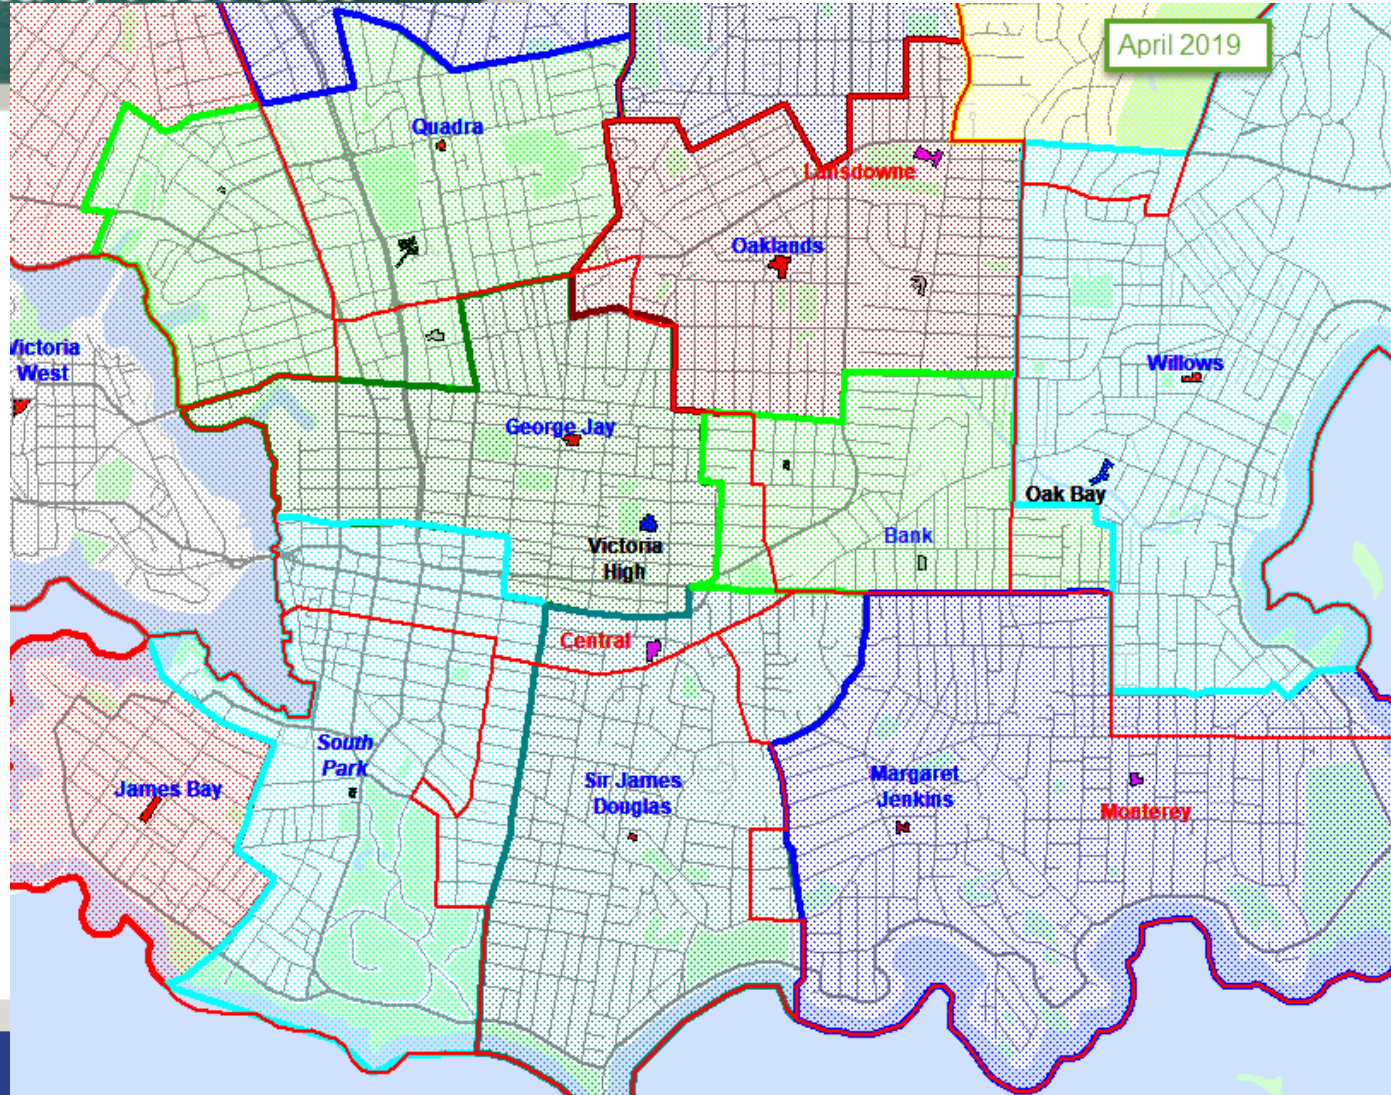 April 2019
Quadra
Lansdowne
Oaklands
Victoria
West
Willows
George Jay
Oak Bay
Bank
Victoria
High
Central
South
Park
James Bay
Sir James
Douglas
Margaret
Jenkins
Monterey